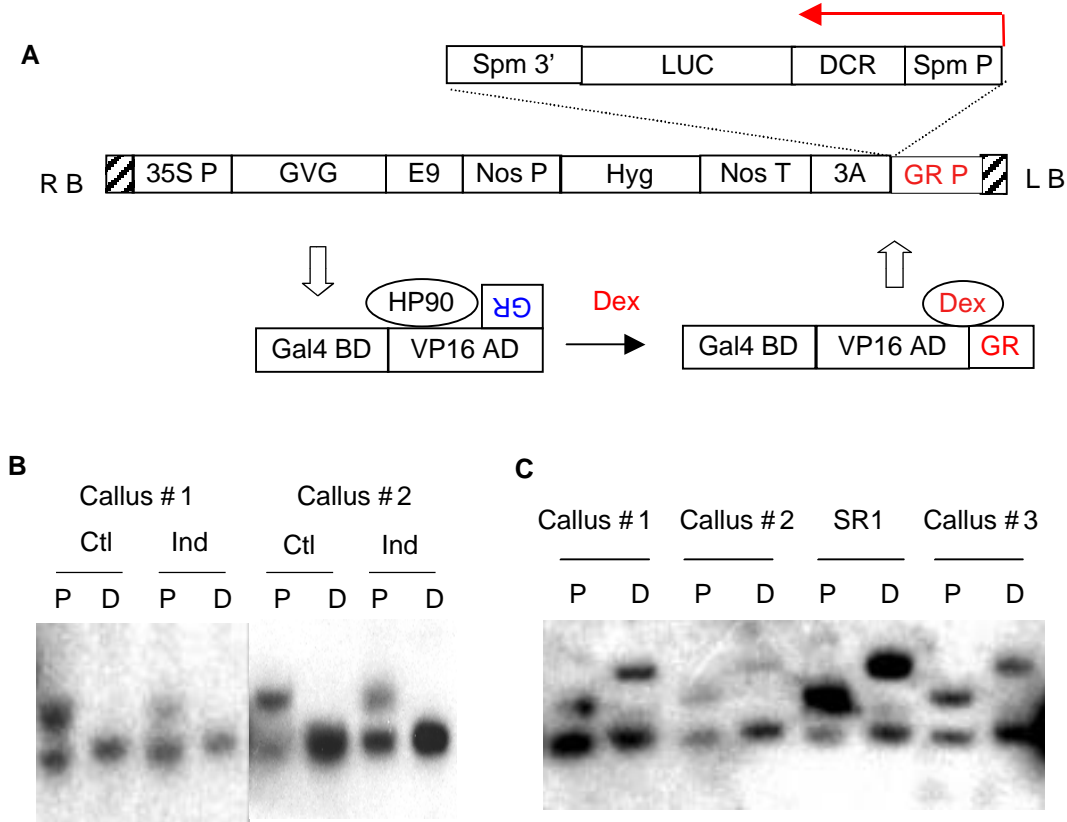 A
Spm 3' LUC DCR Spm P
R B 35S P GVG E9 Nos P Hyg Nos T 3A GR P L B
HP90 GR Dex Dex
Gal4 BD VP16 AD Gal4 BD VP16 AD GR
B
Callus # 1 Callus # 2
Ctl Ind Ctl Ind
P D P D P D P D
C
Callus # 1 Callus # 2 SR1 Callus # 3
P D P D P D P D